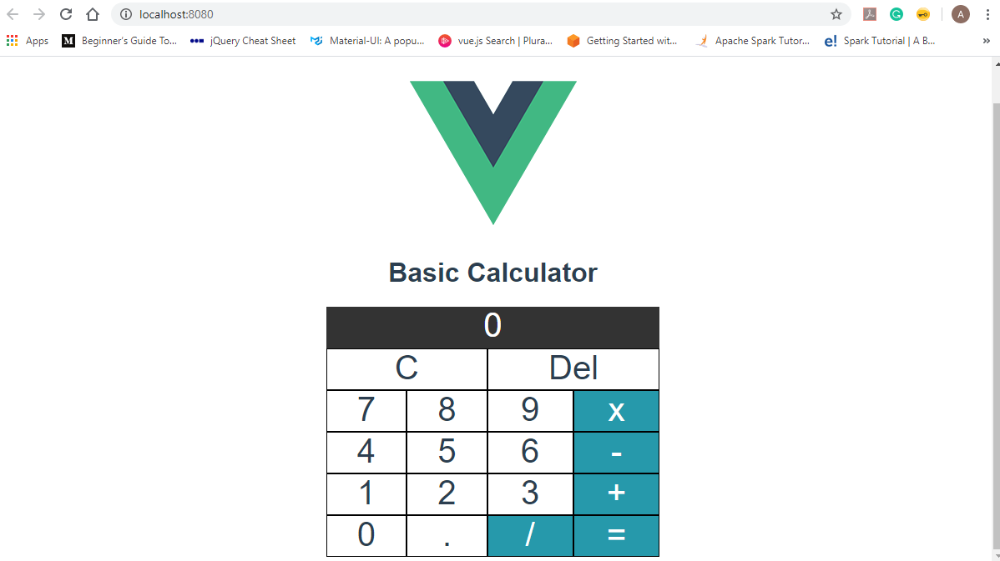 localhost:8080
A
Apps M Beginner's Guide To... jQuery Cheat Sheet Material-UI: A popu... vue.js Search | Plura... Getting Started wit... Apache Spark Tutor... e! Spark Tutorial | A B... »
Basic Calculator
0
C Del
7 8 9 x
4 5 6 -
1 2 3 +
0 . / =